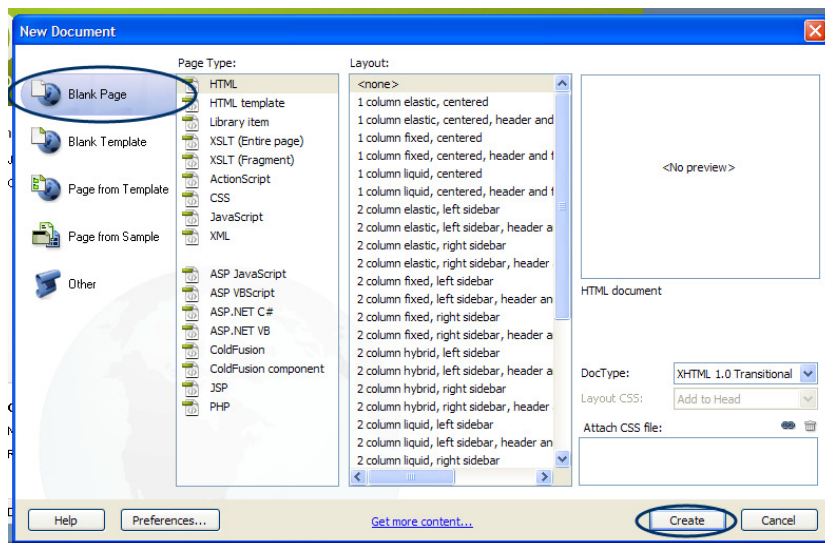 New Document
Blank Page
Blank Template
Page from Template
Page from Sample
Other
Page Type:
HTML
HTML template
Library item
XSLT (Entire page)
XSLT (Fragment)
ActionScript
CSS
JavaScript
XML
ASP JavaScript
ASP VBScript
ASP.NET C#
ASP.NET VB
ColdFusion
ColdFusion component
JSP
PHP
Layout:
<none>
1 column elastic, centered
1 column elastic, centered, header and
1 column fixed, centered
1 column fixed, centered, header and f
1 column liquid, centered
1 column liquid, centered, header and f
2 column elastic, left sidebar
2 column elastic, left sidebar, header a
2 column elastic, right sidebar
2 column elastic, right sidebar, header
2 column fixed, left sidebar
2 column fixed, left sidebar, header an
2 column fixed, right sidebar
2 column fixed, right sidebar, header a
2 column hybrid, left sidebar
2 column hybrid, left sidebar, header a
2 column hybrid, right sidebar
2 column hybrid, right sidebar, header
2 column liquid, left sidebar
2 column liquid, left sidebar, header an
2 column liquid, right sidebar
<No preview>
HTML document
DocType:
XHTML 1.0 Transitional
Layout CSS:
Add to Head
Attach CSS file:
Help
Preferences...
Get more content...
Create
Cancel